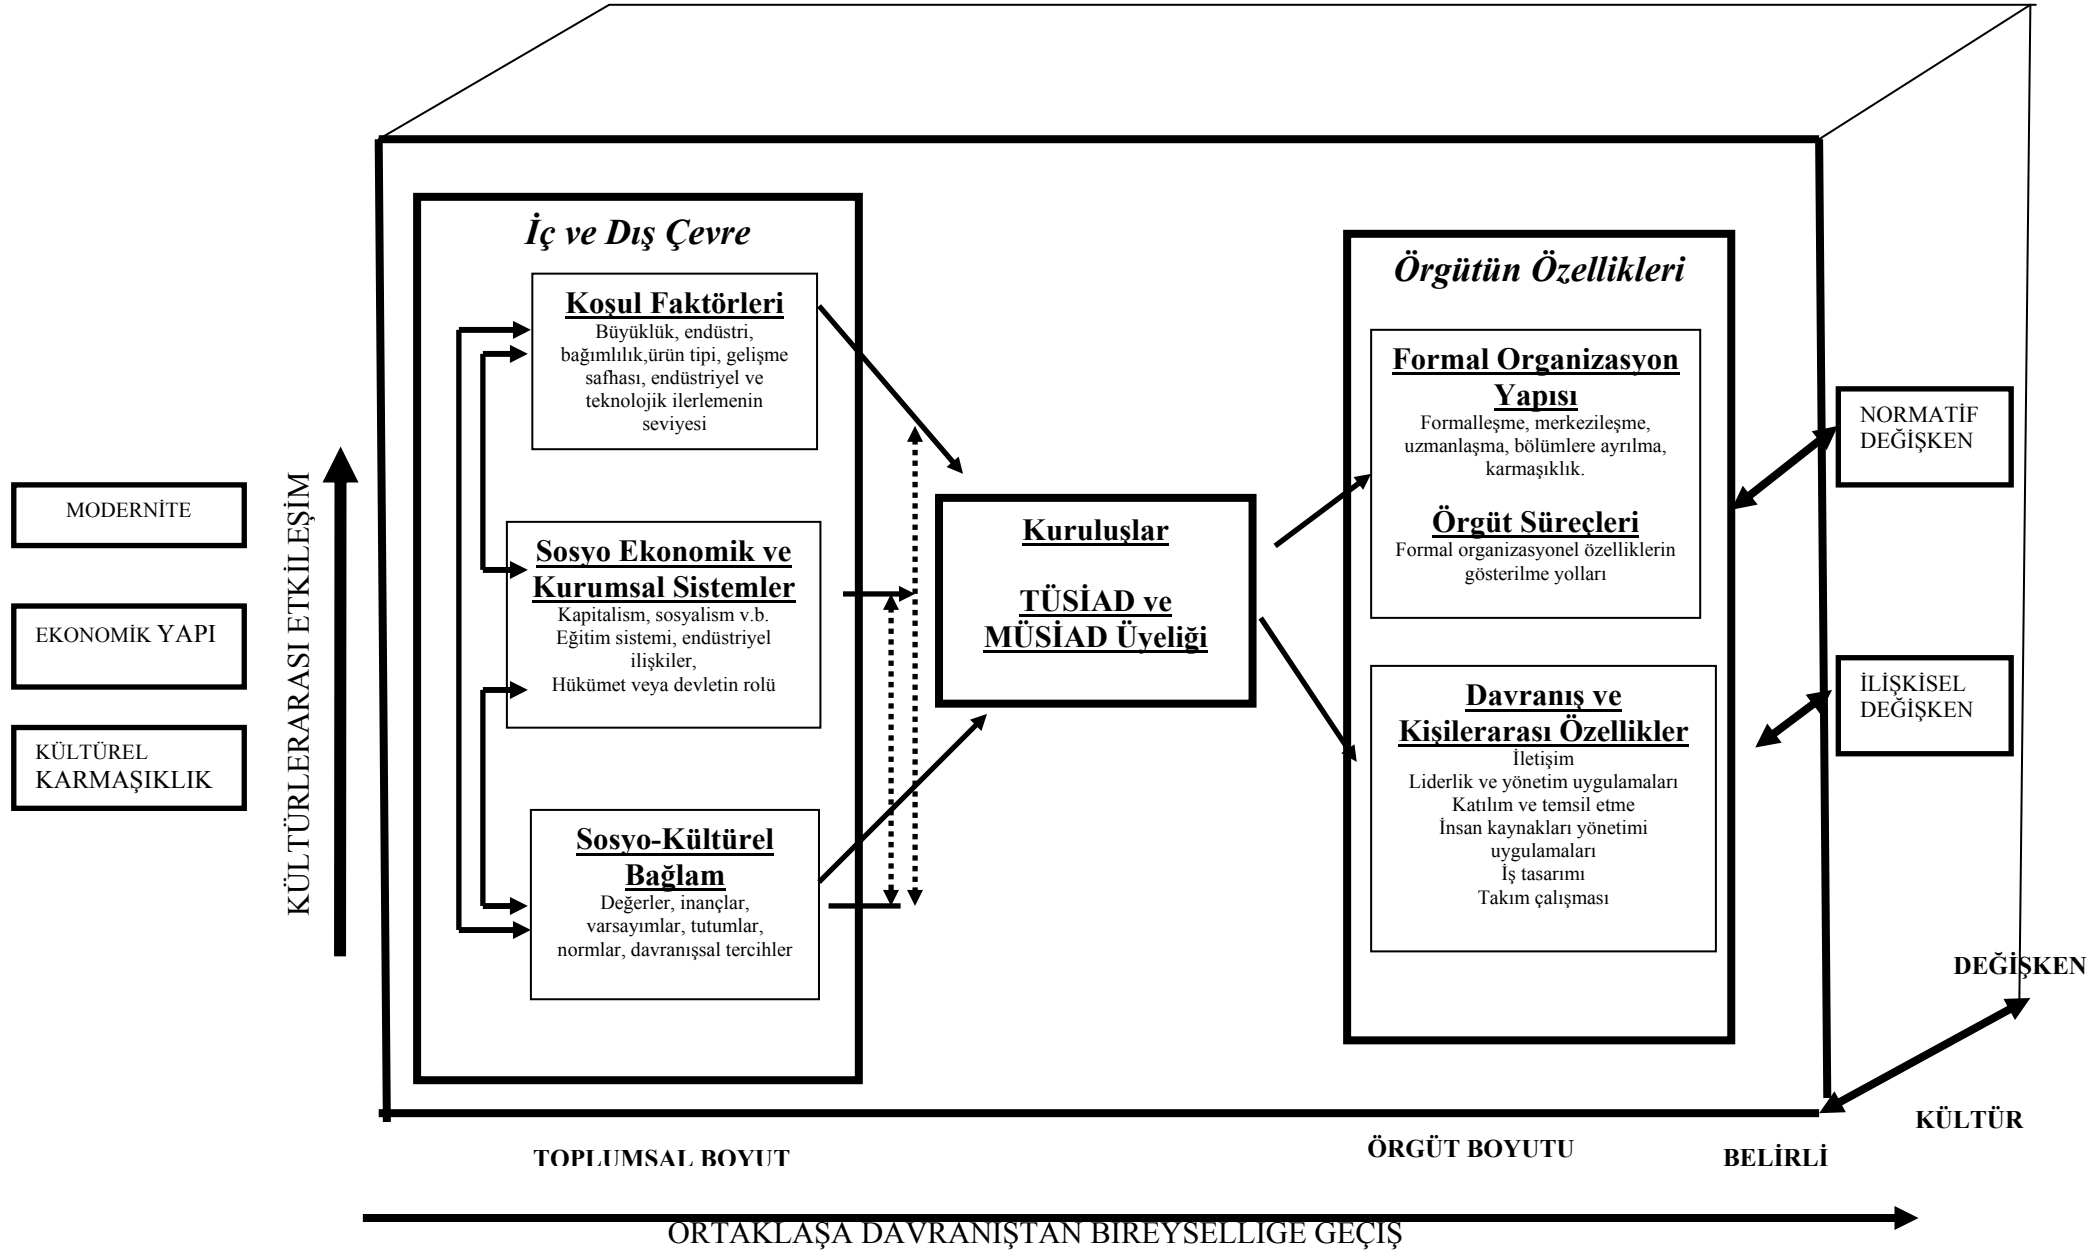 İç ve Dış Çevre
Koşul Faktörleri
Büyüklük, endüstri,
bağımlılık,ürün tipi, gelişme
safhası, endüstriyel ve
teknolojik ilerlemenin
seviyesi
Sosyo Ekonomik ve
Kurumsal Sistemler
Kapitalism, sosyalism v.b.
Eğitim sistemi, endüstriyel
ilişkiler,
Hükümet veya devletin rolü
Sosyo-Kültürel
Bağlam
Değerler, inançlar,
varsayımlar, tutumlar,
normlar, davranışsal tercihler
MODERNİTE
EKONOMİK YAPI
KÜLTÜREL
KARMAŞIKLIK
KÜLTÜRLERARASI ETKİLEŞİM
Kuruluşlar
TÜSİAD ve
MÜSİAD Üyeliği
Örgütün Özellikleri
Formal Organizasyon
Yapısı
Formalleşme, merkezileşme,
uzmanlaşma, bölümlere ayrılma,
karmaşıklık.
Örgüt Süreçleri
Formal organizasyonel özelliklerin
gösterilme yolları
Davranış ve
Kişilerarası Özellikler
İletişim
Liderlik ve yönetim uygulamaları
Katılım ve temsil etme
İnsan kaynakları yönetimi
uygulamaları
İş tasarımı
Takım çalışması
NORMATİF
DEĞİŞKEN
İLİŞKİSEL
DEĞİŞKEN
DEĞİŞKEN
KÜLTÜR
BELİRLİ
TOPLUMSAL BOYUT
ÖRGÜT BOYUTU
ORTAKLAŞA DAVRANIŞTAN BİREYSELLİGE GEÇİŞ